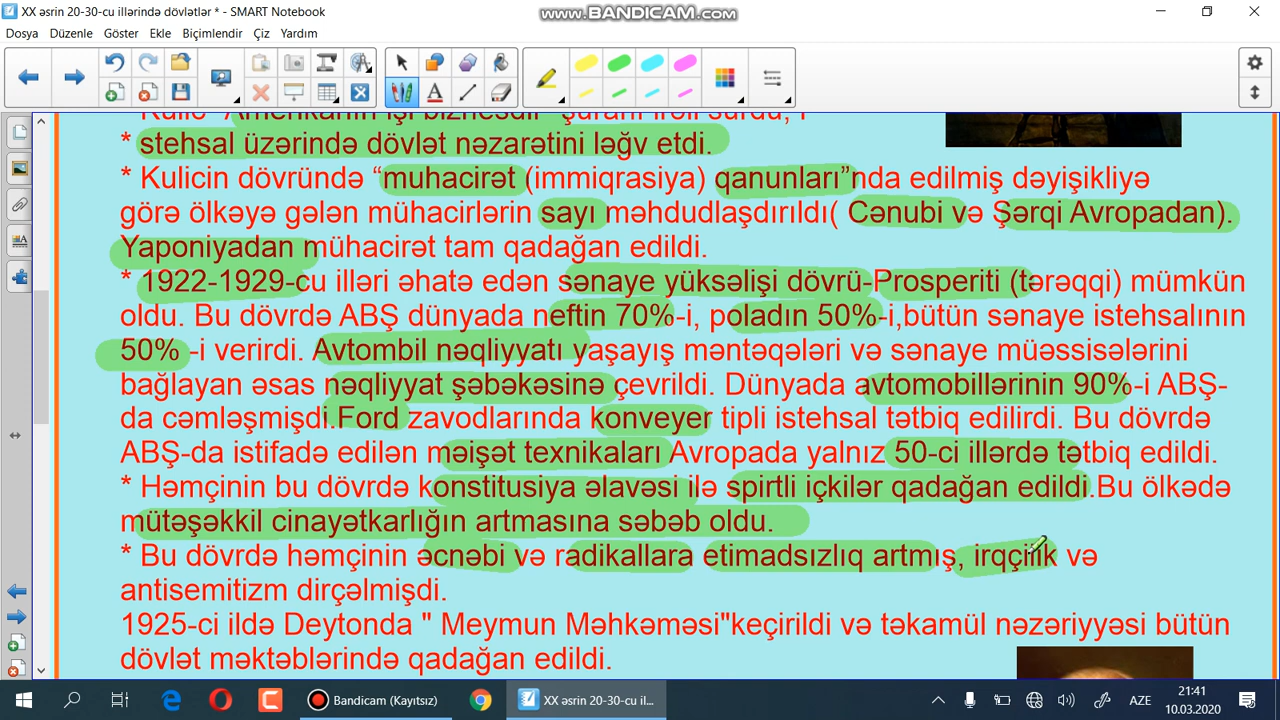 XX əsrin 20-30-cu illərində dövlətlər * - SMART Notebook
www.BANDICAM.com
Dosya Düzenle Göster Ekle Biçimlendir Çiz Yardım
* stehsal üzərində dövlət nəzarətini ləğv etdi.
* Kulicin dövründə “muhacirət (immiqrasiya) qanunları”nda edilmiş dəyişikliyə
görə ölkəyə gələn mühacirlərin sayı məhdudlaşdırıldı( Cənubi və Şərqi Avropadan).
Yaponiyadan mühacirət tam qadağan edildi.
* 1922-1929-cu illəri əhatə edən sənaye yüksəlişi dövrü-Prosperiti (tərəqqi) mümkün
oldu. Bu dövrdə ABŞ dünyada neftin 70%-i, poladın 50%-i,bütün sənaye istehsalının
50% -i verirdi. Avtombil nəqliyyatı yaşayış məntəqələri və sənaye müəssisələrini
bağlayan əsas nəqliyyat şəbəkəsinə çevrildi. Dünyada avtomobillərinin 90%-i ABŞ-
da cəmləşmişdi.Ford zavodlarında konveyer tipli istehsal tətbiq edilirdi. Bu dövrdə
ABŞ-da istifadə edilən məişət texnikaları Avropada yalnız 50-ci illərdə tətbiq edildi.
* Həmçinin bu dövrdə konstitusiya əlavəsi ilə spirtli içkilər qadağan edildi.Bu ölkədə
mütəşəkkil cinayətkarlığın artmasına səbəb oldu.
* Bu dövrdə həmçinin əcnəbi və radikallara etimadsızlıq artmış, irqçilik və
antisemitizm dirçəlmişdi.
1925-ci ildə Deytonda " Meymun Məhkəməsi"keçirildi və təkamül nəzəriyyəsi bütün
dövlət məktəblərində qadağan edildi.
Bandicam (Kayıtsız)
XX əsrin 20-30-cu il...
AZE
21:41
10.03.2020